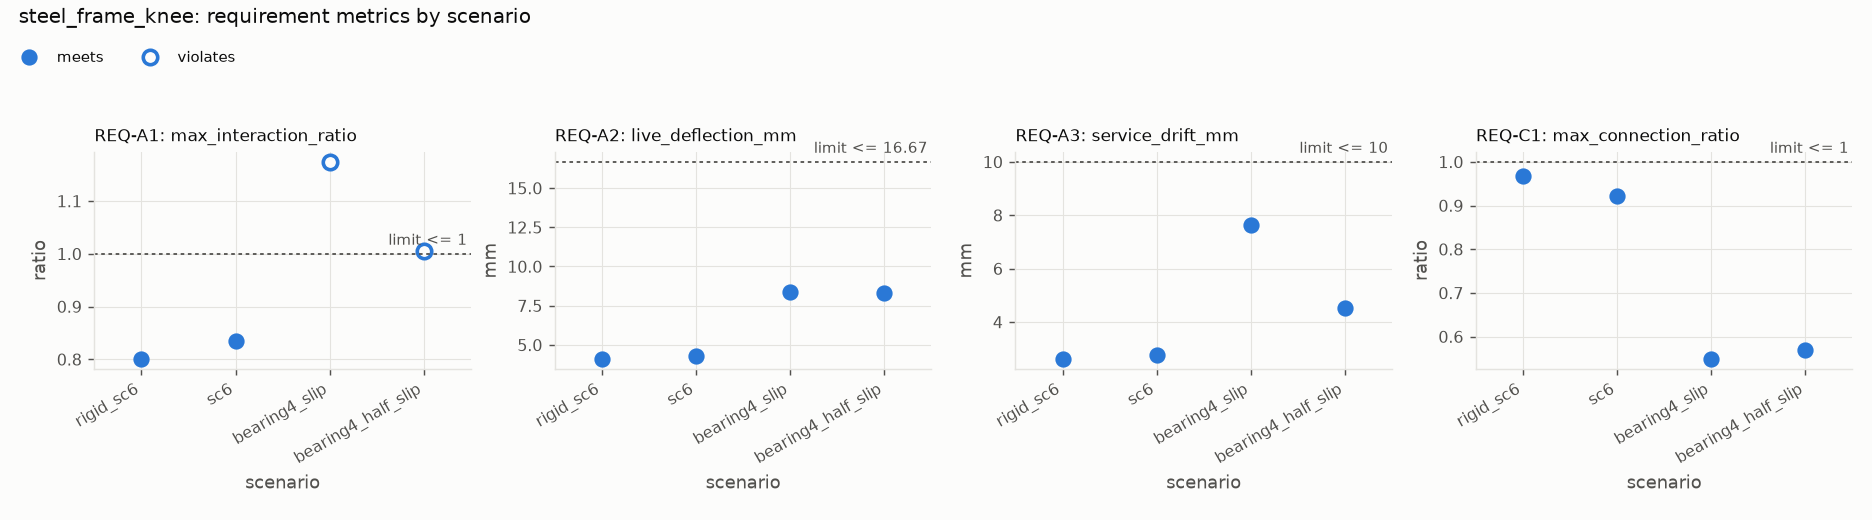 steel_frame_knee: requirement metrics by scenario
meets
violates
REQ-A1: max_interaction_ratio
limit <= 1
ratio
1.1
1.0
0.9
0.8
rigid_sc6
sc6
bearing4_slip
bearing4_half_slip
scenario
REQ-A2: live_deflection_mm
limit <= 16.67
mm
15.0
12.5
10.0
7.5
5.0
rigid_sc6
sc6
bearing4_slip
bearing4_half_slip
scenario
REQ-A3: service_drift_mm
limit <= 10
mm
10
8
6
4
rigid_sc6
sc6
bearing4_slip
bearing4_half_slip
scenario
REQ-C1: max_connection_ratio
limit <= 1
ratio
1.0
0.9
0.8
0.7
0.6
rigid_sc6
sc6
bearing4_slip
bearing4_half_slip
scenario